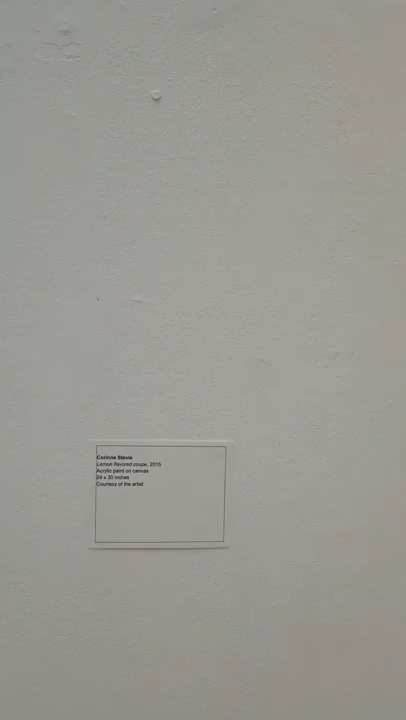 Corinne Stevie
Lemon flavored coupe, 2015
Acrylic paint on canvas
24 x 30 inches
Courtesy of the artist